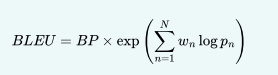 BLEU = BP × exp ( ∑_{n=1}^{N} w_n log p_n )